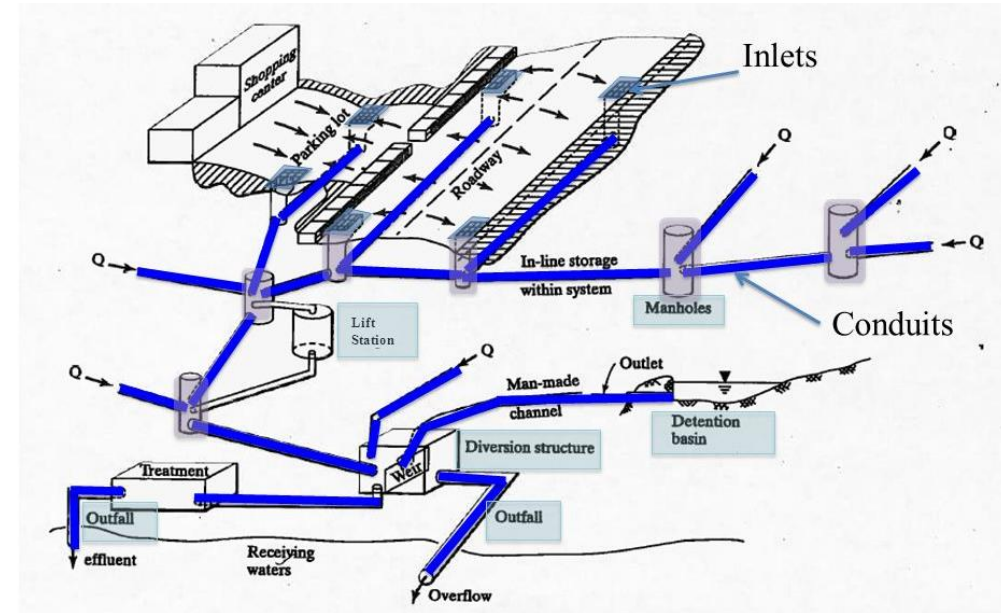 Shopping
center
Parking lot
Roadway
Inlets
Q
Q
Q
Q
In-line storage
within system
Manholes
Conduits
Lift
Station
Q
Q
Man-made
channel
Outlet
Detention
basin
Diversion structure
Weir
Treatment
Outfall
Outfall
effluent
Receiving
waters
Overflow